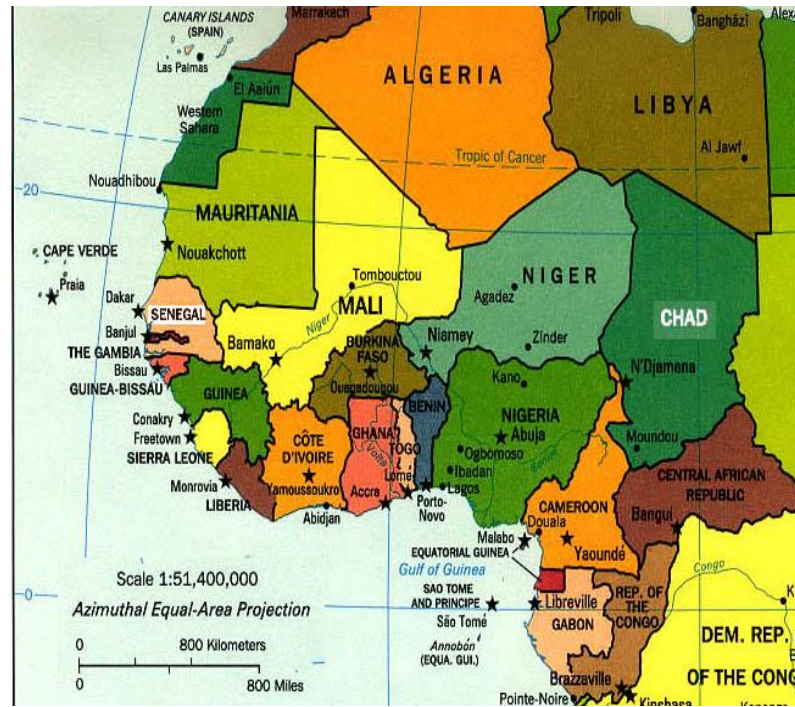 CANARY ISLANDS
(SPAIN)
Las Palmas
Marrakech
Tripoli
Banghāzī
El Aaiún
Western
Sahara
ALGERIA
LIBYA
Al Jawf
Tropic of Cancer
Nouadhibou
20
MAURITANIA
Nouakchott
CAPE VERDE
Praia
Tombouctou
NIGER
Agadez
Dakar
SENEGAL
MALI
CHAD
Banjul
THE GAMBIA
Bamako
Niger
Niamey
Zinder
BURKINA
FASO
Ouagadougou
N'Djamena
Bissau
GUINEA-BISSAU
GUINEA
Kano
BENIN
NIGERIA
Abuja
Conakry
Freetown
SIERRA LEONE
CÔTE
D'IVOIRE
GHANA
TOGO
Volta
Ogbomoso
Ibadan
Lagos
Benue
Moundou
Monrovia
LIBERIA
Yamoussoukro
Abidjan
Accra
Lome
Porto-
Novo
CENTRAL AFRICAN
REPUBLIC
Bangui
CAMEROON
Douala
Yaoundé
Malabo
EQUATORIAL GUINEA
Gulf of Guinea
Congo
0
Scale 1:51,400,000
Azimuthal Equal-Area Projection
SAO TOME
AND PRINCIPE
São Tomé
Libreville
GABON
REP. OF
THE
CONGO
Annobón
(EQUA. GUI.)
DEM. REP.
OF THE CONG
0 800 Kilometers
0 800 Miles
Brazzaville
Pointe-Noire
Kinshasa